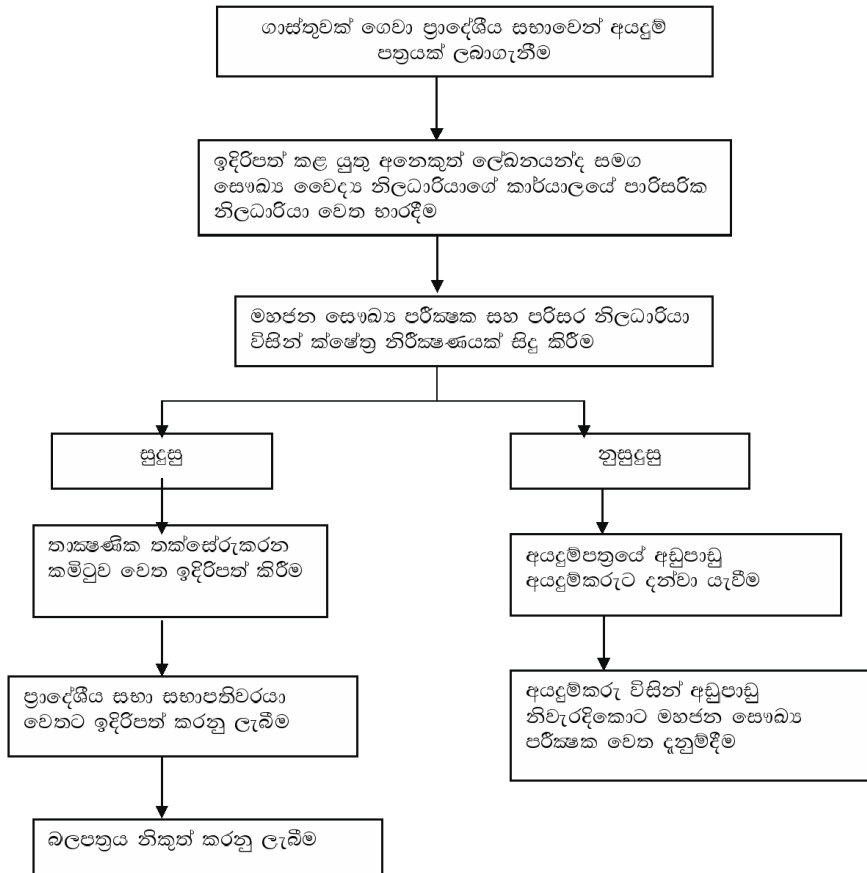 ගාස්තුවක් ගෙවා ප්‍රාදේශීය සභාවෙන් අයදුම්
පත්‍රයක් ලබාගැනීම
ඉදිරිපත් කළ යුතු අනෙකුත් ලේඛනයන්ද සමග
සෞඛ්‍ය වෛද්‍ය නිලධාරියාගේ කාර්යාලයේ පාරිසරික
නිලධාරියා වෙත භාරදීම
මහජන සෞඛ්‍ය පරීක්‍ෂක සහ පරිසර නිලධාරියා
විසින් ක්ෂේත්‍ර නිරීක්‍ෂණයක් සිදු කිරීම
සුදුසු
තාක්‍ෂණික තක්සේරුකරන
කමිටුව වෙත ඉදිරිපත් කිරීම
ප්‍රාදේශීය සභා සභාපතිවරයා
වෙතට ඉදිරිපත් කරනු ලැබීම
බලපත්‍රය නිකුත් කරනු ලැබීම
නුසුදුසු
අයදුම්පත්‍රයේ අඩුපාඩු
අයදුම්කරුට දන්වා යැවීම
අයදුම්කරු විසින් අඩුපාඩු
නිවැරදිකොට මහජන සෞඛ්‍ය
පරීක්‍ෂක වෙත දැනුම්දීම